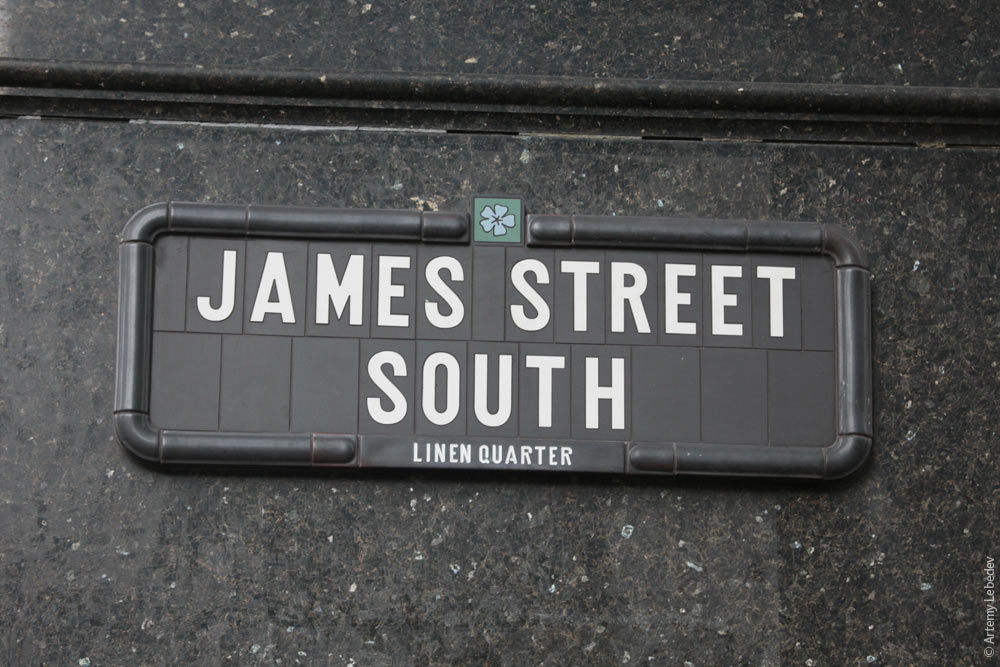 JAMES STREET
SOUTH
LINEN QUARTER
© Artemy Lebedev